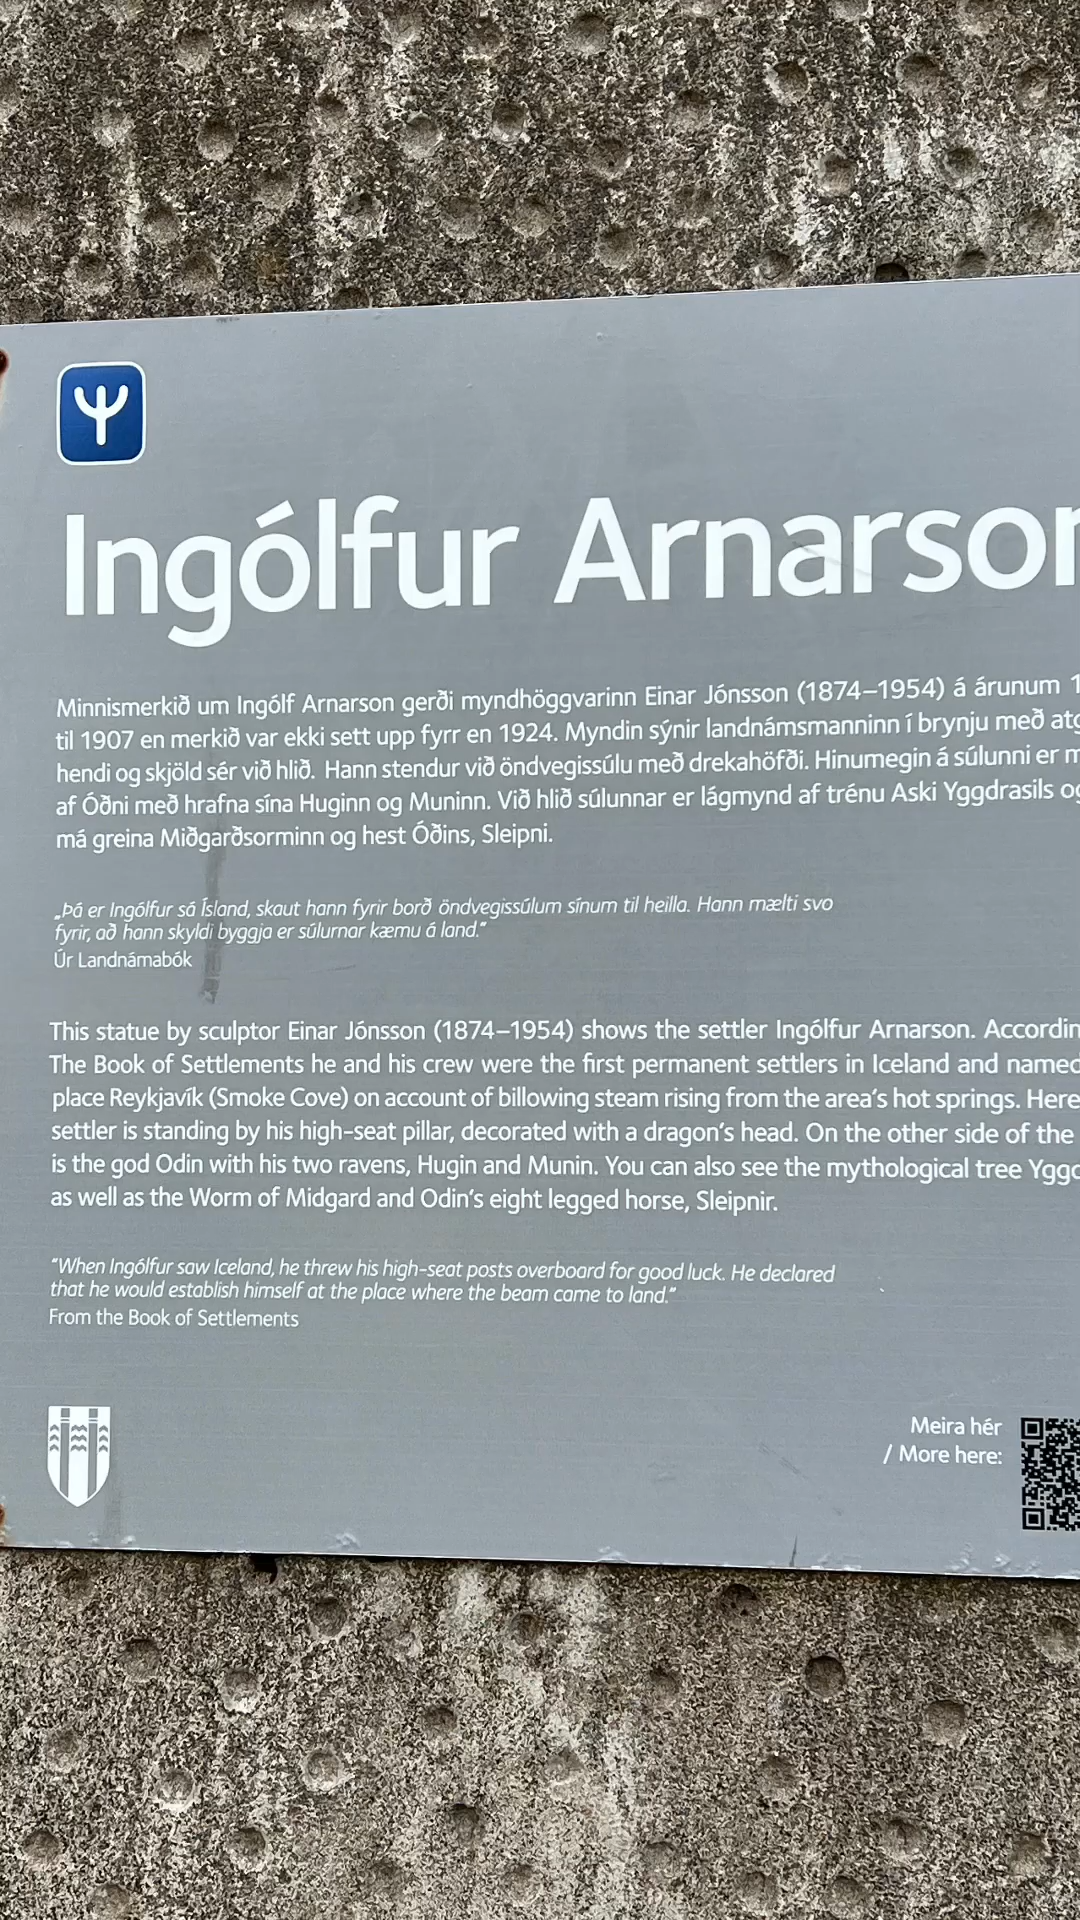 Ingólfur Arnarson
Minnismerkið um Ingólf Arnarson gerði myndhöggvarinn Einar Jónsson (1874–1954) á árunum
til 1907 en merkið var ekki sett upp fyrr en 1924. Myndin sýnir landnámsmanninn í brynju með
hendi og skjöld sér við hlið. Hann stendur við öndvegissúlu með drekahöfði. Hinumegin á súlunni er
af Óðni með hrafna sína Huginn og Muninn. Við hlið súlunnar er lágmynd af trénu Aski Yggdrasils og
má greina Miðgarðsorminn og hest Óðins, Sleipni.
„Þá er Ingólfur sá Ísland, skaut hann fyrir borð öndvegissúlum sínum til heilla. Hann mælti svo
fyrir, að hann skyldi byggja er súlurnar kæmu á land.”
Úr Landnámabók
This statue by sculptor Einar Jónsson (1874–1954) shows the settler Ingólfur Arnarson.
The Book of Settlements he and his crew were the first permanent settlers in Iceland and named
place Reykjavík (Smoke Cove) on account of billowing steam rising from the area's hot springs. Here
settler is standing by his high-seat pillar, decorated with a dragon's head. On the other side of the
is the god Odin with his two ravens, Hugin and Munin. You can also see the mythological tree
as well as the Worm of Midgard and Odin's eight legged horse, Sleipnir.
"When Ingólfur saw Iceland, he threw his high-seat posts overboard for good luck. He declared
that he would establish himself at the place where the beam came to land."
From the Book of Settlements
Meira hér
/ More here: